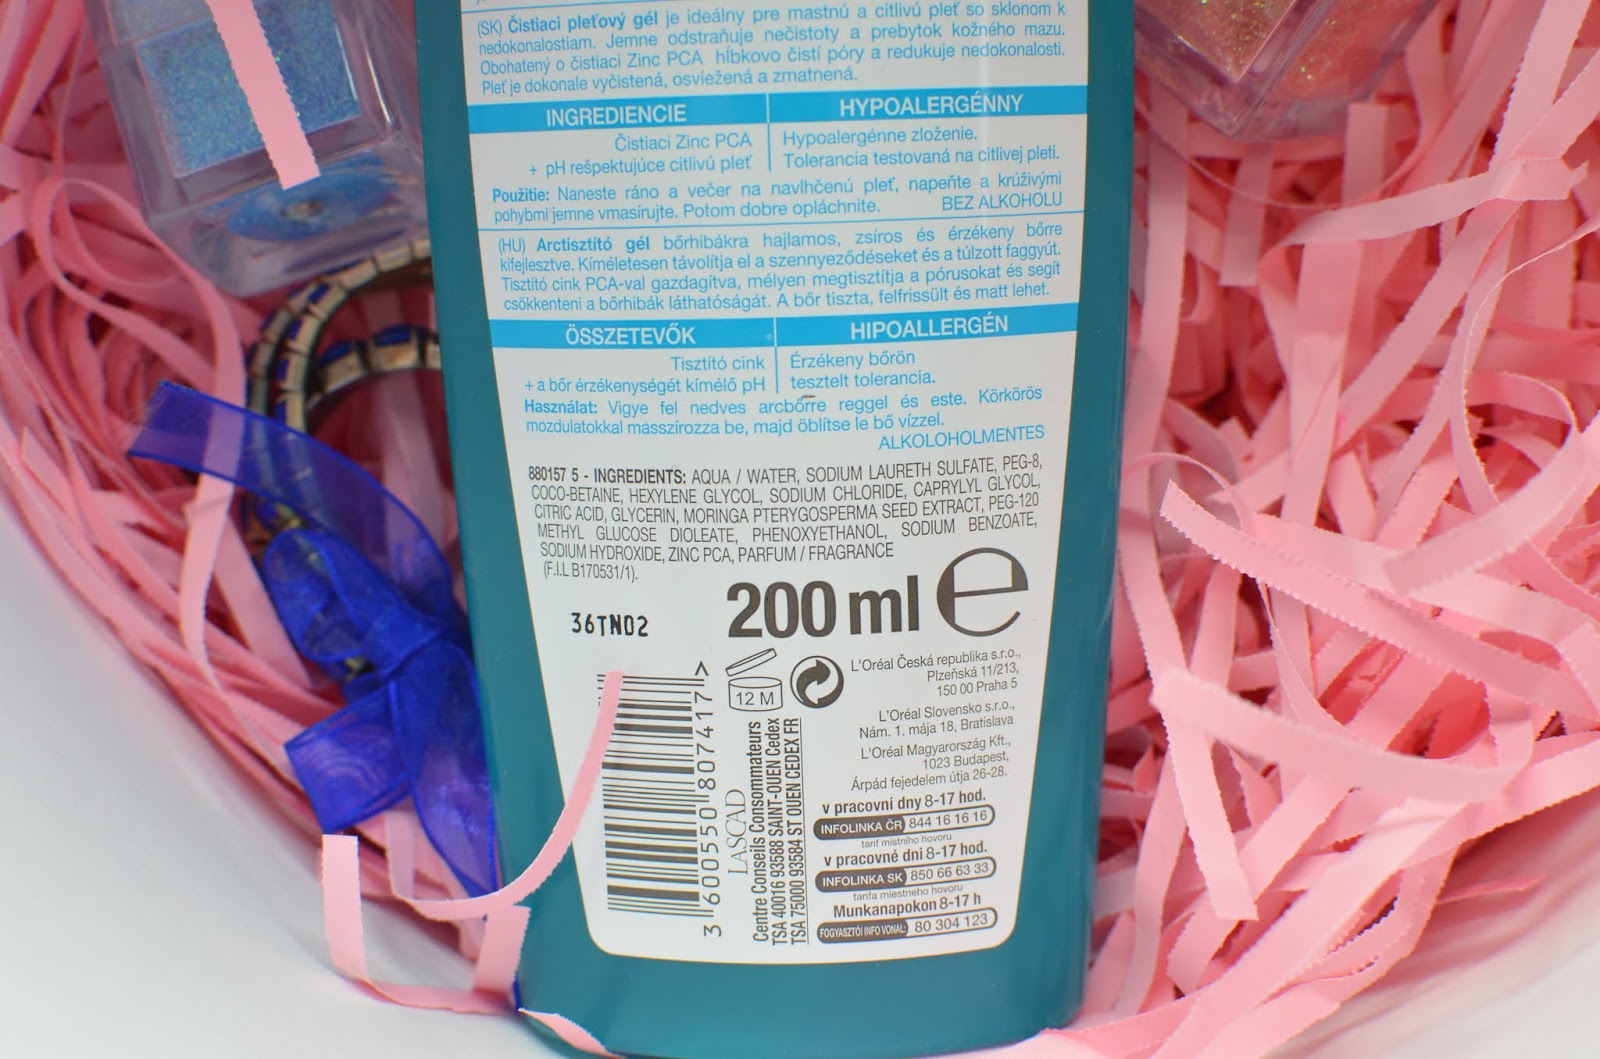 (SK) Čistiaci pleťový gél je ideálny pre mastnú a citlivú pleť so sklonom k
nedokonalostiam. Jemne odstraňuje nečistoty a prebytok kožného mazu.
Obohatený o čistiaci Zinc PCA hĺbkovo čistí póry a redukuje nedokonalosti.
Pleť je dokonale vyčistená, osviežená a zmatnená.
INGREDIENCIE
HYPOALERGÉNNY
Čistiaci Zinc PCA
+ pH rešpektujúce citlivú pleť
Hypoalergénne zloženie.
Tolerancia testovaná na citlivej pleti.
Použitie: Naneste ráno a večer na navlhčenú pleť, napeňte a krúživými
pohybmi jemne vmasírujte. Potom dobre opláchnite. BEZ ALKOHOLU
(HU) Arctisztító gél bőrhibákra hajlamos, zsíros és érzékeny bőrre
kifejlesztve. Kíméletesen távolítja el a szennyeződéseket és a túlzott faggyút.
Tisztító cink PCA-val gazdagítva, mélyen megtisztítja a pórusokat és segít
csökkenteni a bőrhibák láthatóságát. A bőr tiszta, felfrissült és matt lehet.
ÖSSZETEVŐK
HIPOALLERGÉN
Tisztító cink
+ a bőr érzékenységét kímélő pH
Érzékeny bőrön
tesztelt tolerancia.
Használat: Vigye fel nedves arcbőrre reggel és este. Körkörös
mozdulatokkal masszírozza be, majd öblítse le bő vízzel.
ALKOLOHOLMENTES
880157 5 - INGREDIENTS: AQUA / WATER, SODIUM LAURETH SULFATE, PEG-8,
COCO-BETAINE, HEXYLENE GLYCOL, SODIUM CHLORIDE, CAPRYLYL GLYCOL,
CITRIC ACID, GLYCERIN, MORINGA PTERYGOSPERMA SEED EXTRACT, PEG-120
METHYL GLUCOSE DIOLEATE, PHENOXYETHANOL, SODIUM BENZOATE,
SODIUM HYDROXIDE, ZINC PCA, PARFUM / FRAGRANCE
(F.I.L B170531/1).
200 ml e
36TN02
12 M
L'Oréal Česká republika s.r.o.,
Plzeňská 11/213,
150 00 Praha 5
L'Oréal Slovensko s.r.o.,
Nám. 1. mája 18, Bratislava
L'Oréal Magyarország Kft.,
1023 Budapest,
Árpád fejedelem útja 26-28.
v pracovní dny 8-17 hod.
INFOLINKA ČR 844 16 16 16
tarif místního hovoru
v pracovné dni 8-17 hod.
INFOLINKA SK 850 66 63 33
tarifa miestneho hovoru
Munkanapokon 8-17 h
FOGYASZTÓI INFO VONAL: 80 304 123
3 600550 807417 >
LASCAD
Centre Conseils Consommateurs
TSA 40016 93588 SAINT-OUEN Cedex
TSA 75000 93584 ST OUEN CEDEX FR